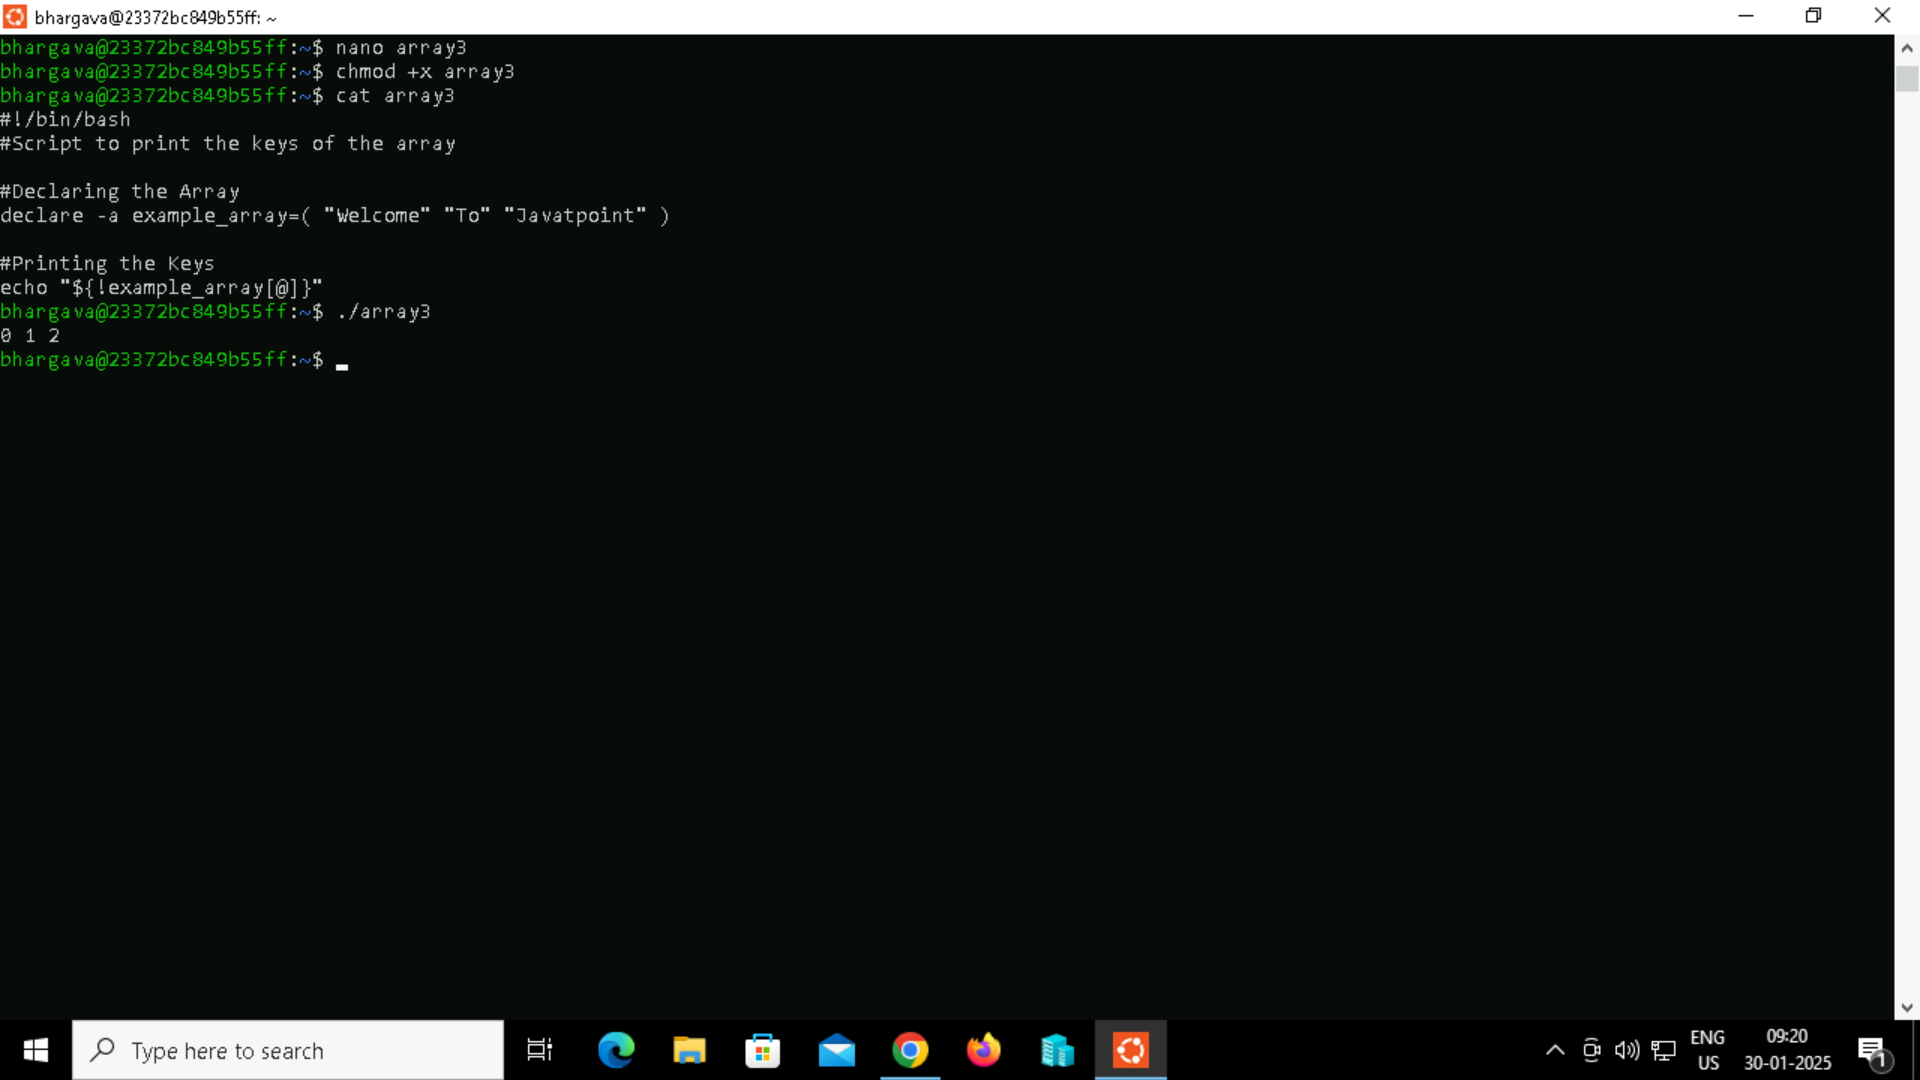 bhargava@23372bc849b55ff: ~
bhargava@23372bc849b55ff:~$ nano array3
bhargava@23372bc849b55ff:~$ chmod +x array3
bhargava@23372bc849b55ff:~$ cat array3
#!/bin/bash
#Script to print the keys of the array
#Declaring the Array
declare -a example_array=( "Welcome" "To" "Javatpoint" )
#Printing the Keys
echo "${!example_array[@]}"
bhargava@23372bc849b55ff:~$ ./array3
0 1 2
bhargava@23372bc849b55ff:~$
Type here to search
ENG
US
09:20
30-01-2025
1